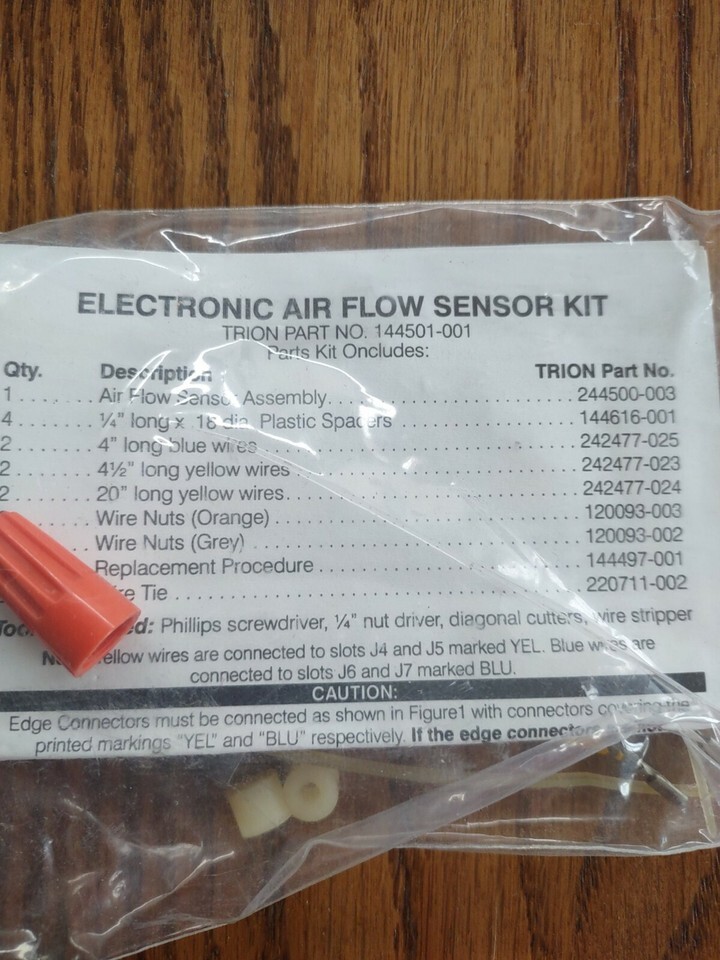 ELECTRONIC AIR FLOW SENSOR KIT
TRION PART NO. 144501-001
Parts Kit Oncludes:
Qty. Description TRION Part No.
1 ....... Air Flow Sensor Assembly............................ 244500-003
4 ....... ¼” long x .18 dia. Plastic Spacers ..................... 144616-001
2 ....... 4” long blue wires.................................... 242477-025
2 ....... 4½” long yellow wires ................................ 242477-023
2 ....... 20” long yellow wires................................. 242477-024
....... Wire Nuts (Orange) ................................... 120093-003
.. Wire Nuts (Grey)..................................... 120093-002
Replacement Procedure ............................... 144497-001
Tie ........................................... 220711-002
ed: Phillips screwdriver, ¼” nut driver, diagonal cutters, wire stripper
ellow wires are connected to slots J4 and J5 marked YEL. Blue wires are
connected to slots J6 and J7 marked BLU.
CAUTION:
Edge Connectors must be connected as shown in Figure1 with connectors covering the
printed markings “YEL” and “BLU” respectively. If the edge connector